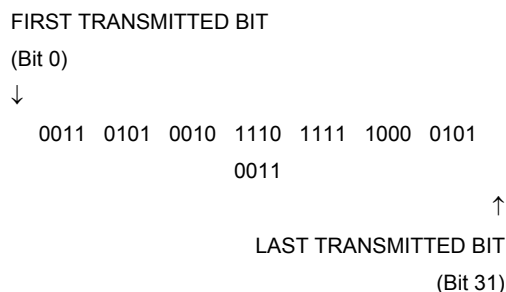 FIRST TRANSMITTED BIT
(Bit 0)
↓
0011 0101 0010 1110 1111 1000 0101
0011
↑
LAST TRANSMITTED BIT
(Bit 31)